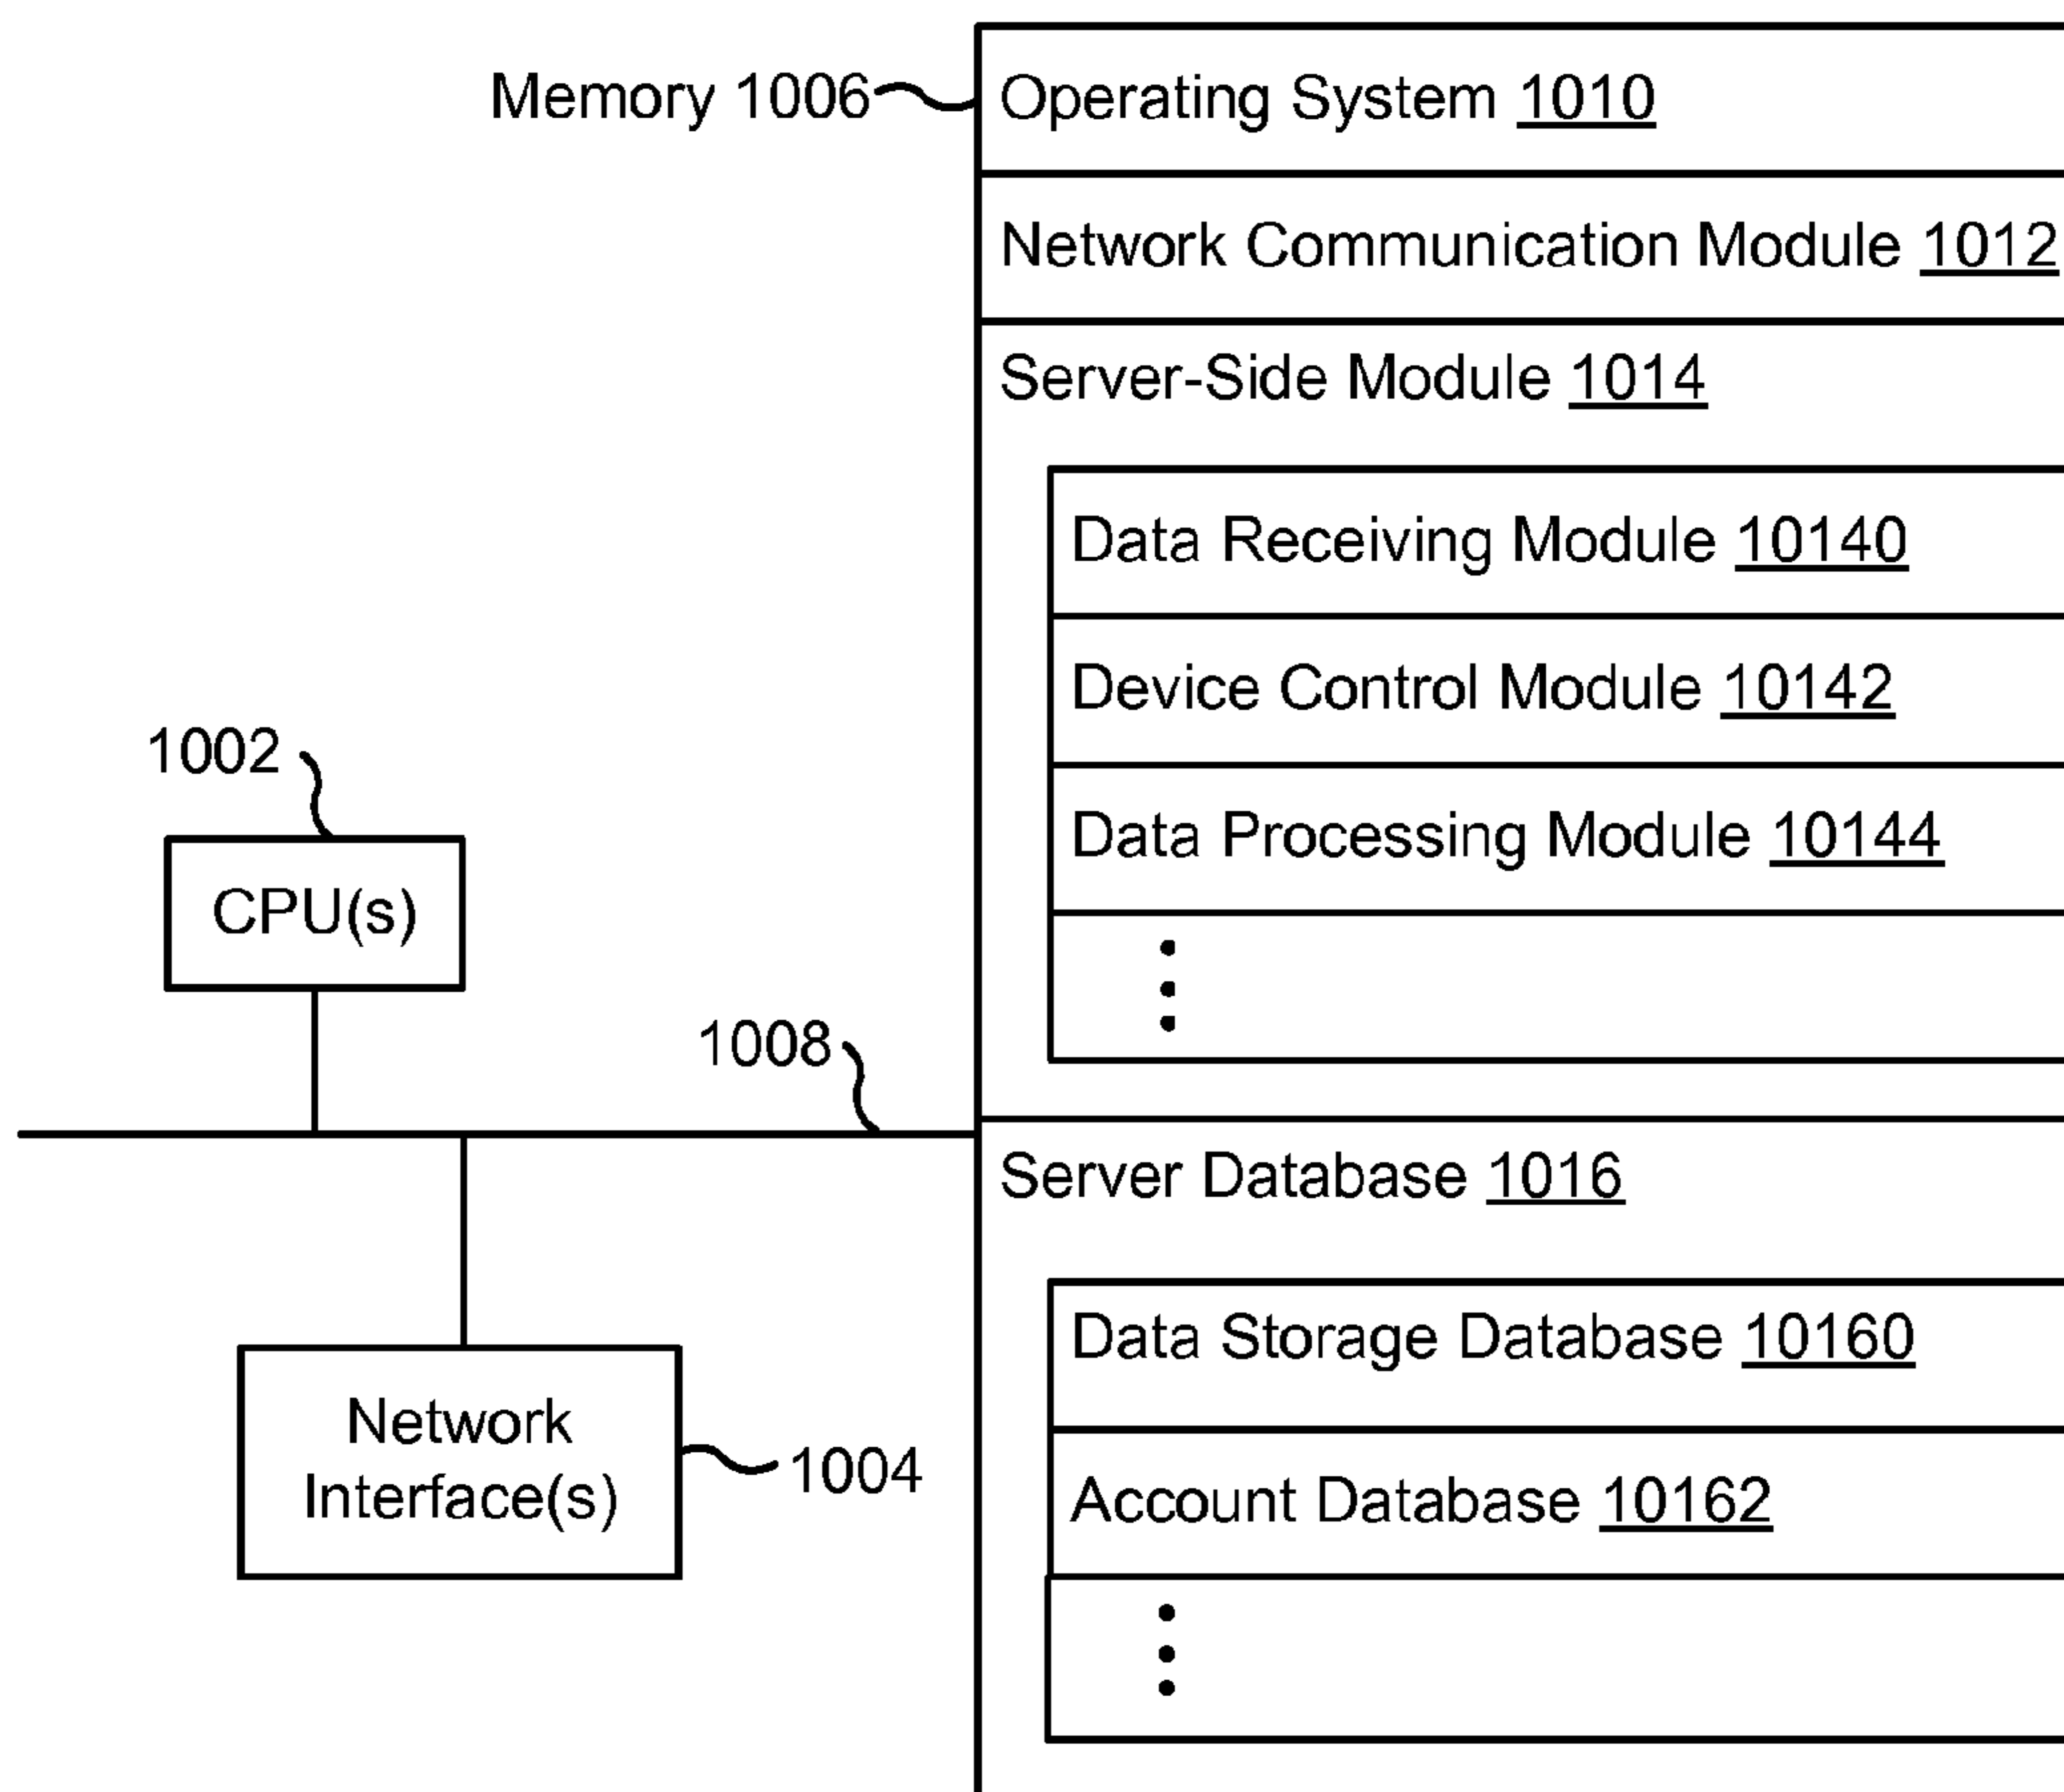 Memory 1006
Operating System 1010
Network Communication Module 1012
Server-Side Module 1014
Data Receiving Module 10140
Device Control Module 10142
Data Processing Module 10144
1002
CPU(s)
1008
Server Database 1016
Data Storage Database 10160
Network
Interface(s)
1004
Account Database 10162